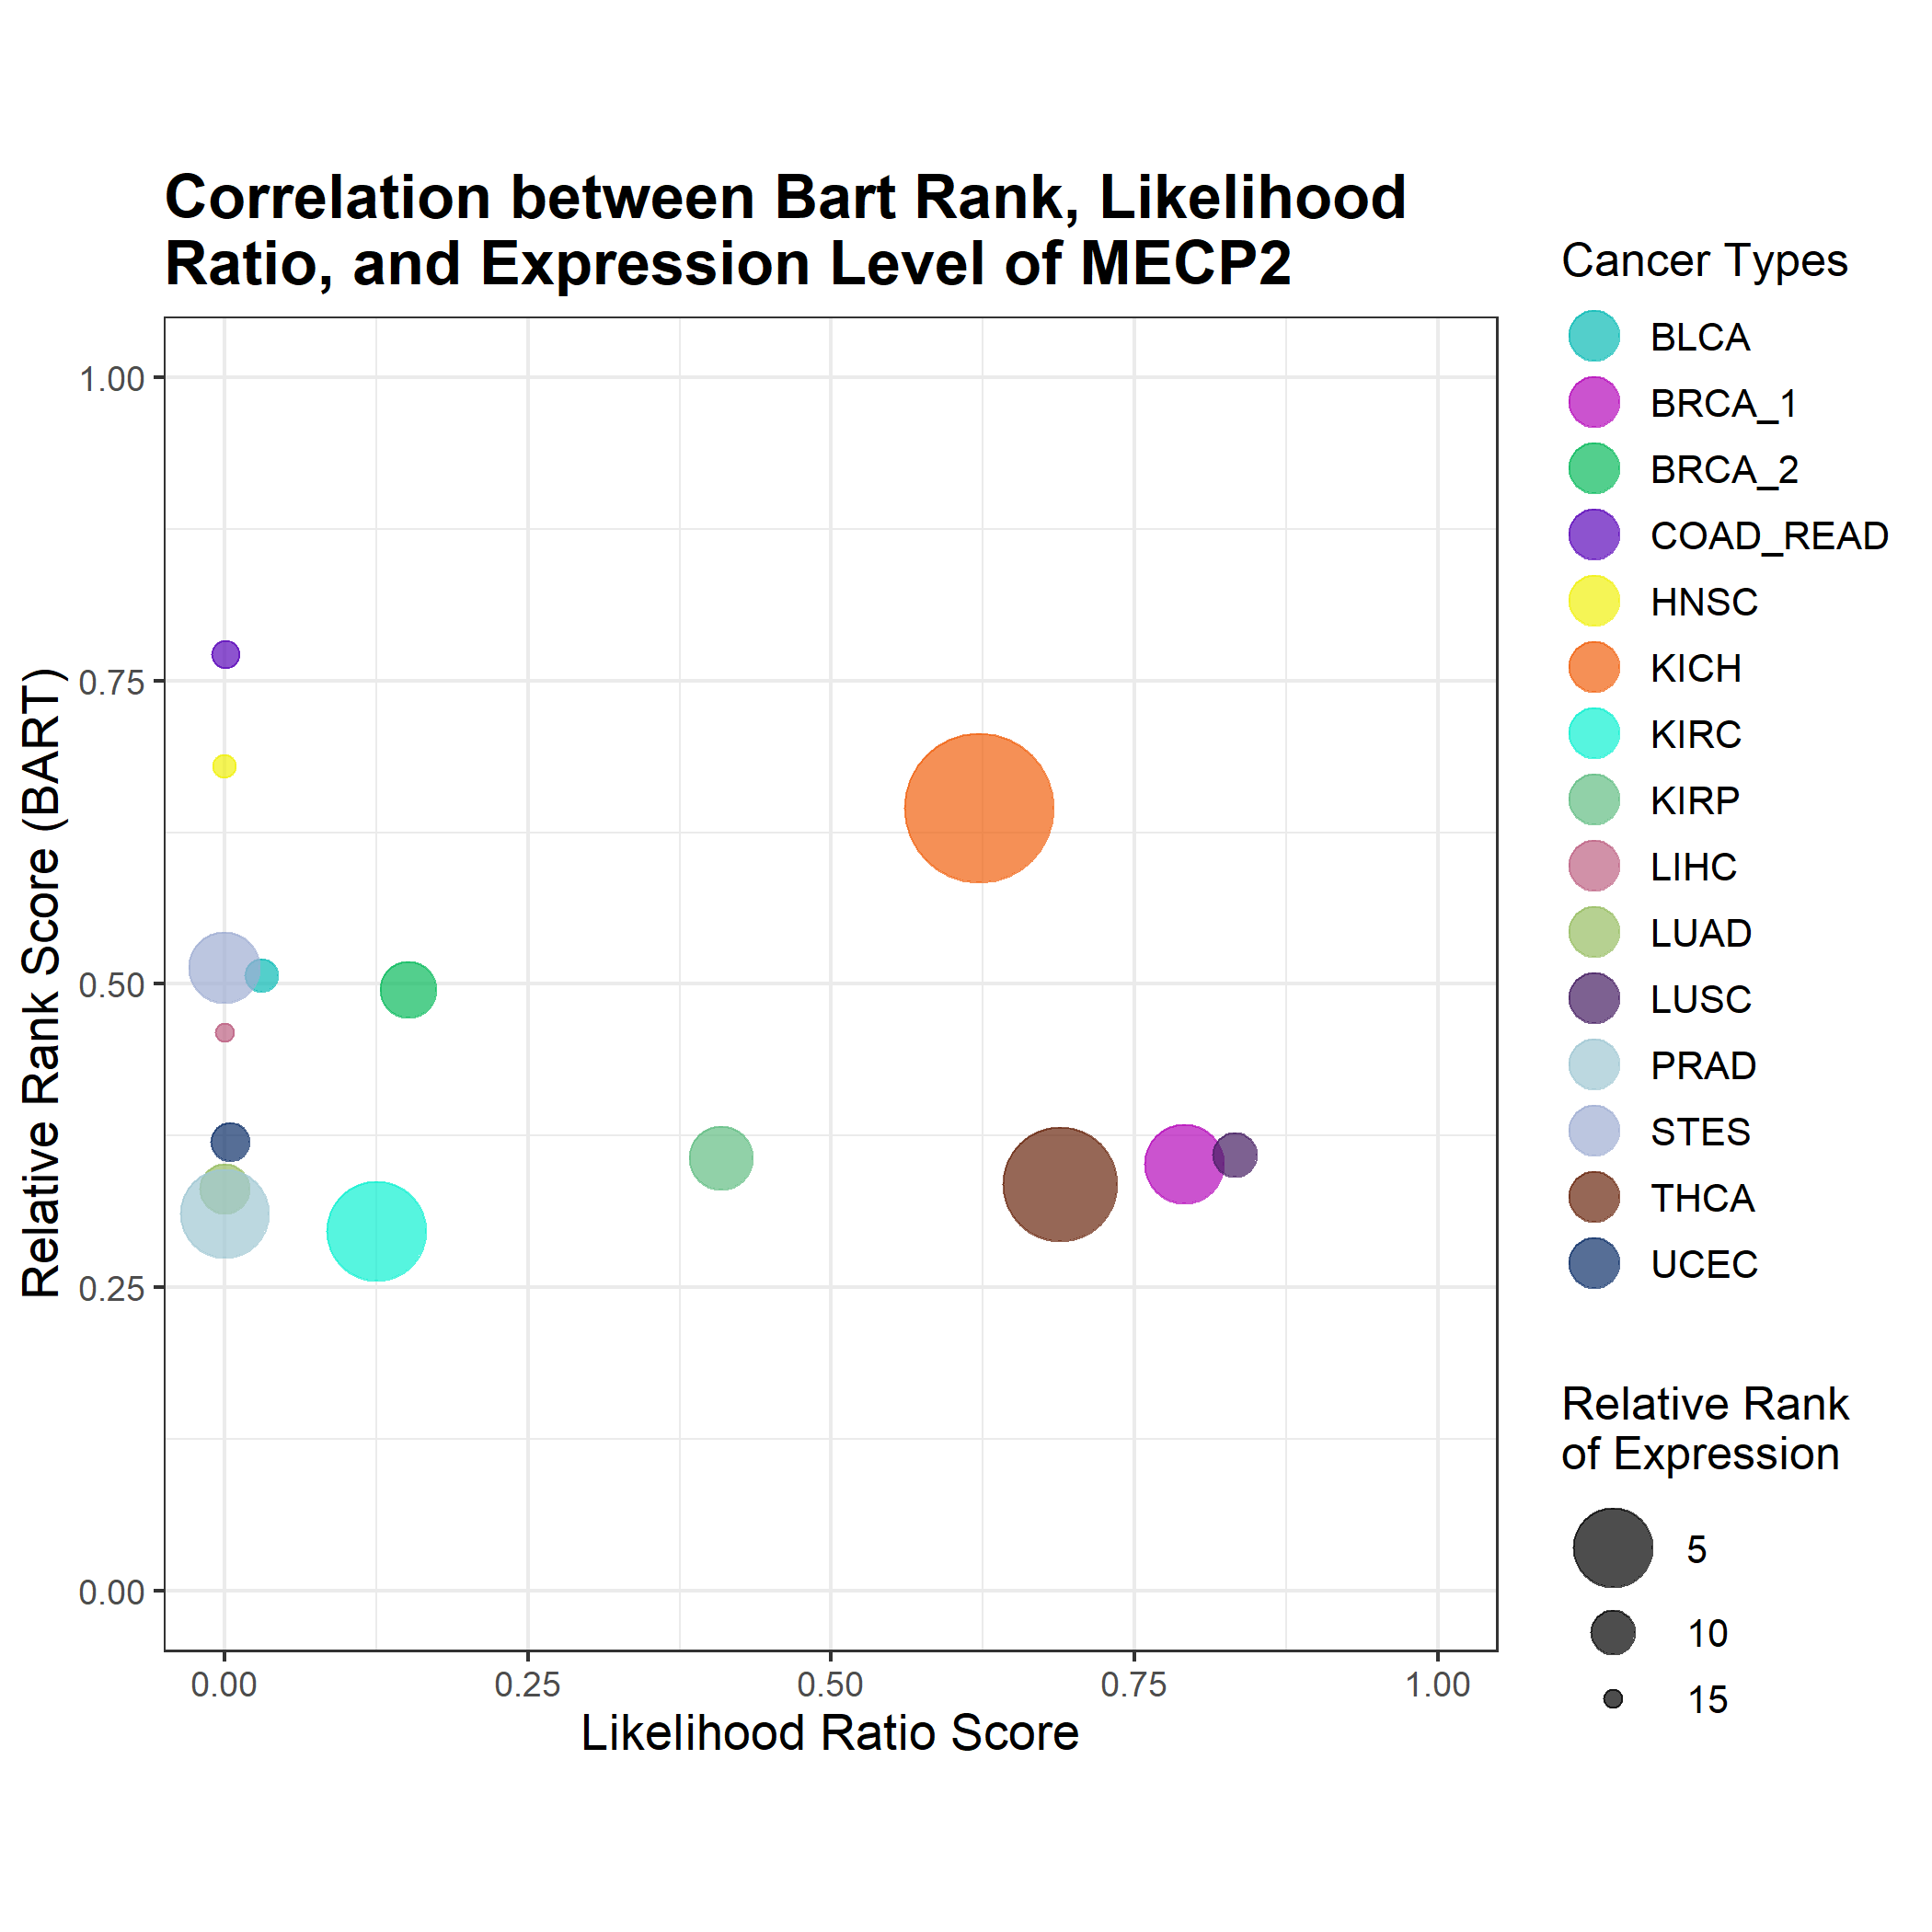 Correlation between Bart Rank, Likelihood
Ratio, and Expression Level of MECP2
Relative Rank Score (BART)
1.00
0.75
0.50
0.25
0.00
0.00
0.25
0.50
0.75
1.00
Likelihood Ratio Score
Cancer Types
BLCA
BRCA_1
BRCA_2
COAD_READ
HNSC
KICH
KIRC
KIRP
LIHC
LUAD
LUSC
PRAD
STES
THCA
UCEC
Relative Rank
of Expression
5
10
15